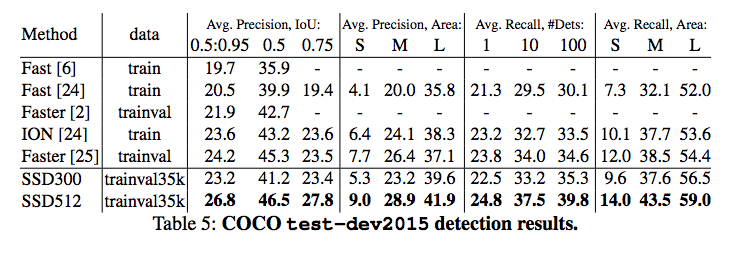 Method data Avg. Precision, IoU: Avg. Precision, Area: Avg. Recall, #Dets: Avg. Recall, Area:
0.5:0.95 0.5 0.75 S M L 1 10 100 S M L
Fast [6] train 19.7 35.9 - - - - - - - - - -
Fast [24] train 20.5 39.9 19.4 4.1 20.0 35.8 21.3 29.5 30.1 7.3 32.1 52.0
Faster [2] trainval 21.9 42.7 - - - - - - - - - -
ION [24] train 23.6 43.2 23.6 6.4 24.1 38.3 23.2 32.7 33.5 10.1 37.7 53.6
Faster [25] trainval 24.2 45.3 23.5 7.7 26.4 37.1 23.8 34.0 34.6 12.0 38.5 54.4
SSD300 trainval35k 23.2 41.2 23.4 5.3 23.2 39.6 22.5 33.2 35.3 9.6 37.6 56.5
SSD512 trainval35k 26.8 46.5 27.8 9.0 28.9 41.9 24.8 37.5 39.8 14.0 43.5 59.0
Table 5: COCO test-dev2015 detection results.